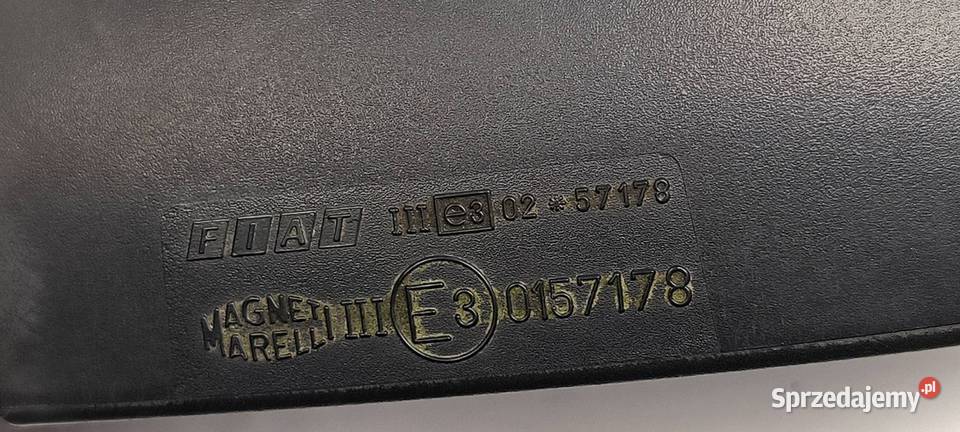 FIAT III e3 02 * 57178
MAGNETI MARELLI III E3 0157178
Sprzedajemy.pl